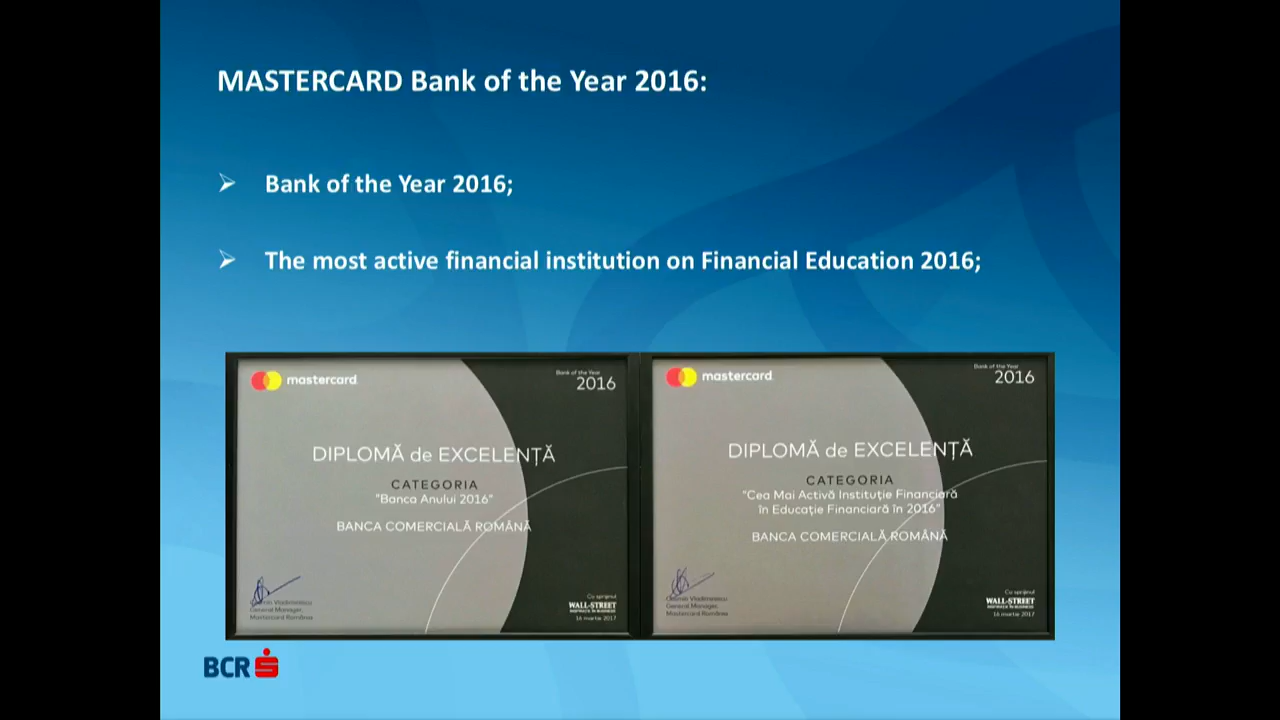 MASTERCARD Bank of the Year 2016:
➢ Bank of the Year 2016;
➢ The most active financial institution on Financial Education 2016;
mastercard
Bank of the Year
2016
DIPLOMĂ de EXCELENȚĂ
CATEGORIA
"Banca Anului 2016"
BANCA COMERCIALĂ ROMÂNĂ
Vladimirescu
General Manager,
Mastercard România
Cu sprijinul
WALL-STREET
16 martie 2017
mastercard
Bank of the Year
2016
DIPLOMĂ de EXCELENȚĂ
CATEGORIA
"Cea Mai Activă Instituție Financiară
în Educație Financiară în 2016"
BANCA COMERCIALĂ ROMÂNĂ
Vladimirescu
General Manager,
Mastercard România
Cu sprijinul
WALL-STREET
16 martie 2017
BCR